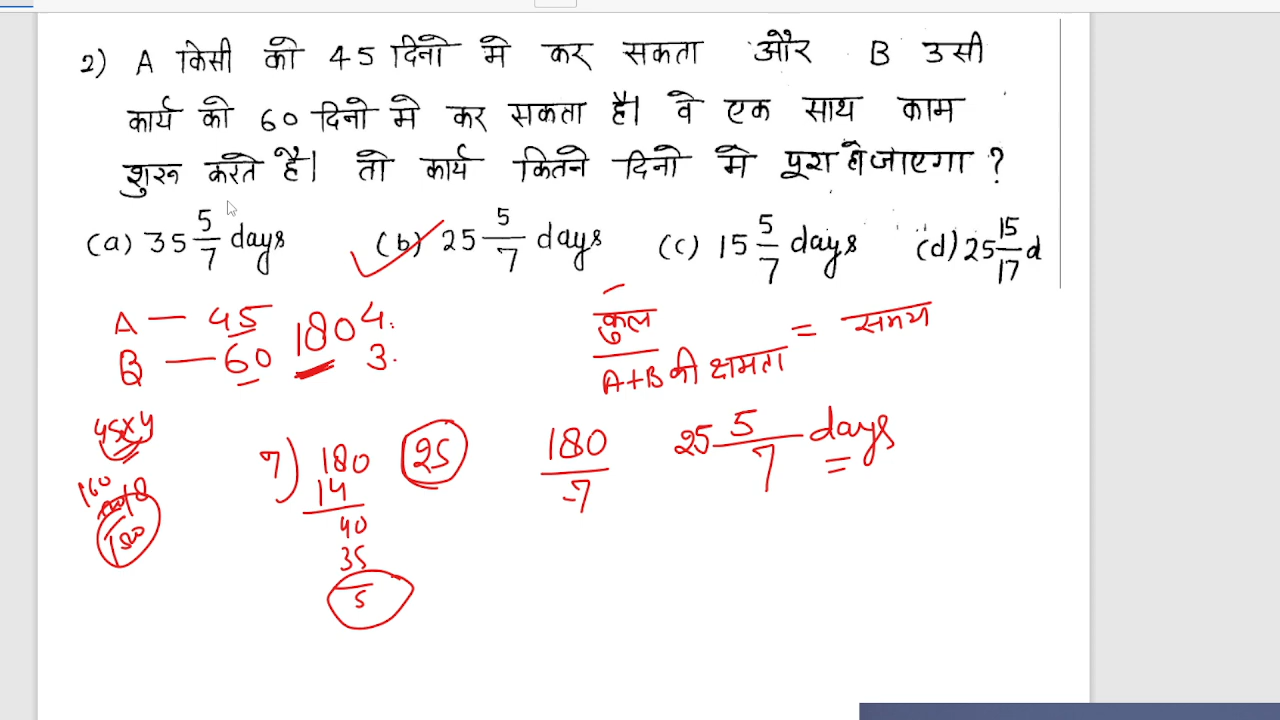 2) A किसी को 45 दिनो मे कर सकता और B उसी
कार्य को 60 दिनो मे कर सकता है। वे एक साथ काम
शुरू करते है। तो कार्य कितने दिनो मे पूरा हो जाएगा ?
(a) 35 5/7 days (b) 25 5/7 days (c) 15 5/7 days (d) 25 15/17 d
A — 45 180 4
B — 60 3
कुल / A+B की क्षमता = समय
45x4
160
180
7) 180 25
14
40
35
5
180/7 25 5/7 days